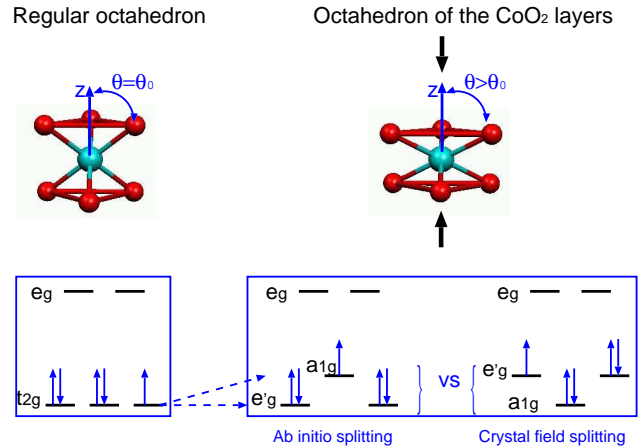 Regular octahedron
Octahedron of the CoO₂ layers
z θ=θ₀
z θ>θ₀
eg
eg
eg
a1g
e'g
t2g
e'g
vs
a1g
Ab initio splitting
Crystal field splitting